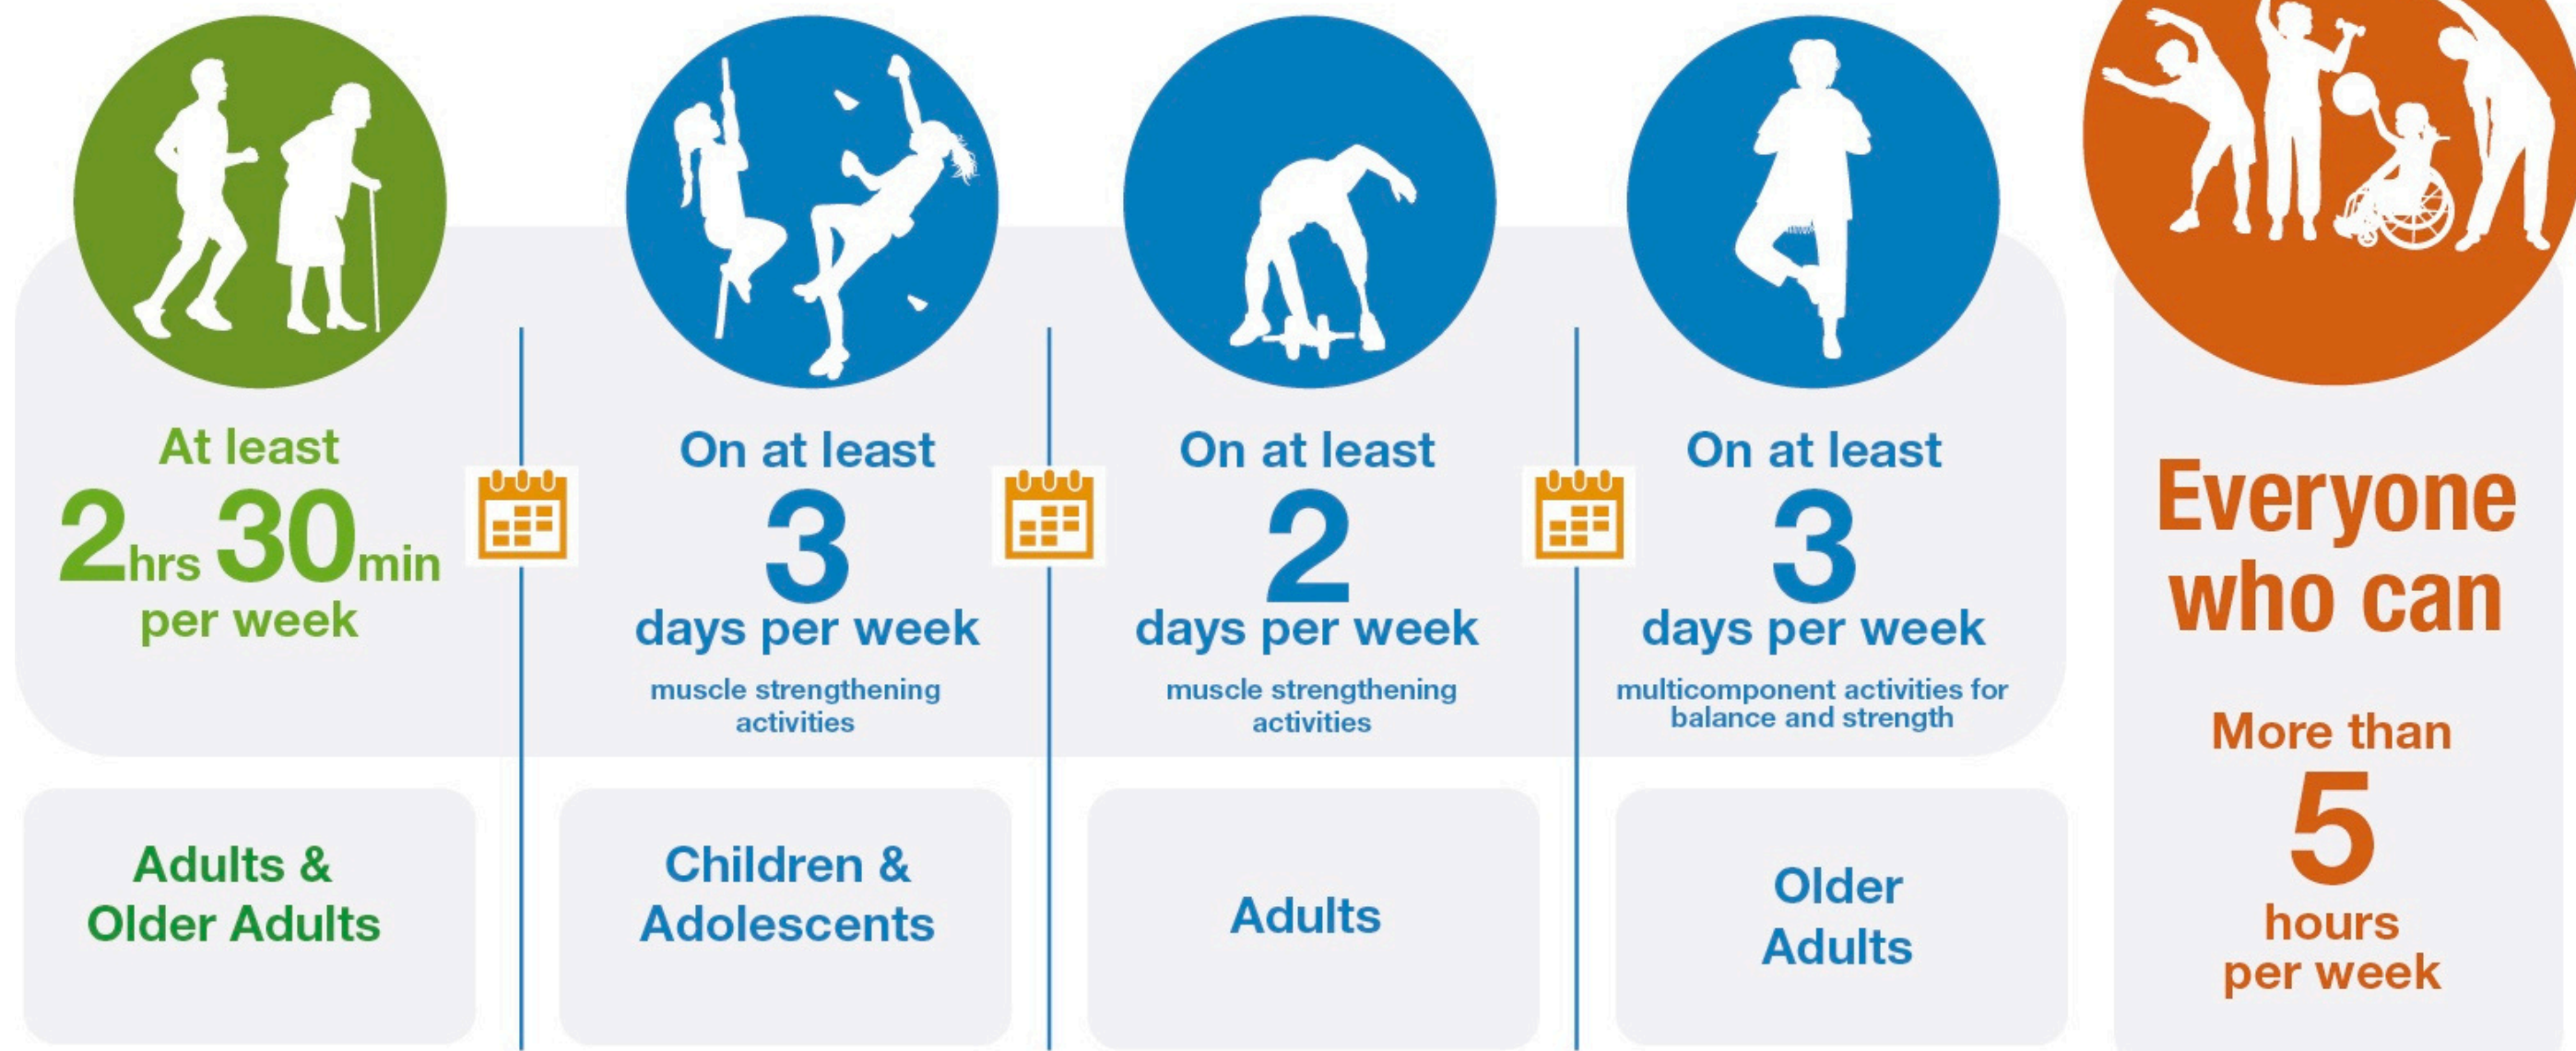 At least
2hrs 30min
per week
Adults &
Older Adults
On at least
3
days per week
muscle strengthening
activities
Children &
Adolescents
On at least
2
days per week
muscle strengthening
activities
Adults
On at least
3
days per week
multicomponent activities for
balance and strength
Older
Adults
Everyone
who can
More than
5
hours
per week